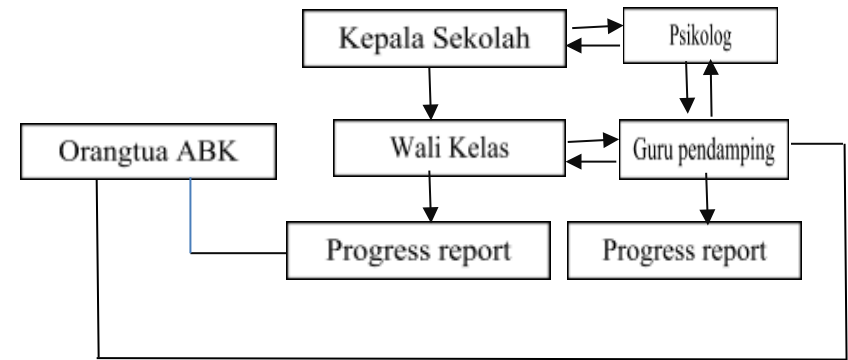 Kepala Sekolah
Psikolog
Orangtua ABK
Wali Kelas
Guru pendamping
Progress report
Progress report